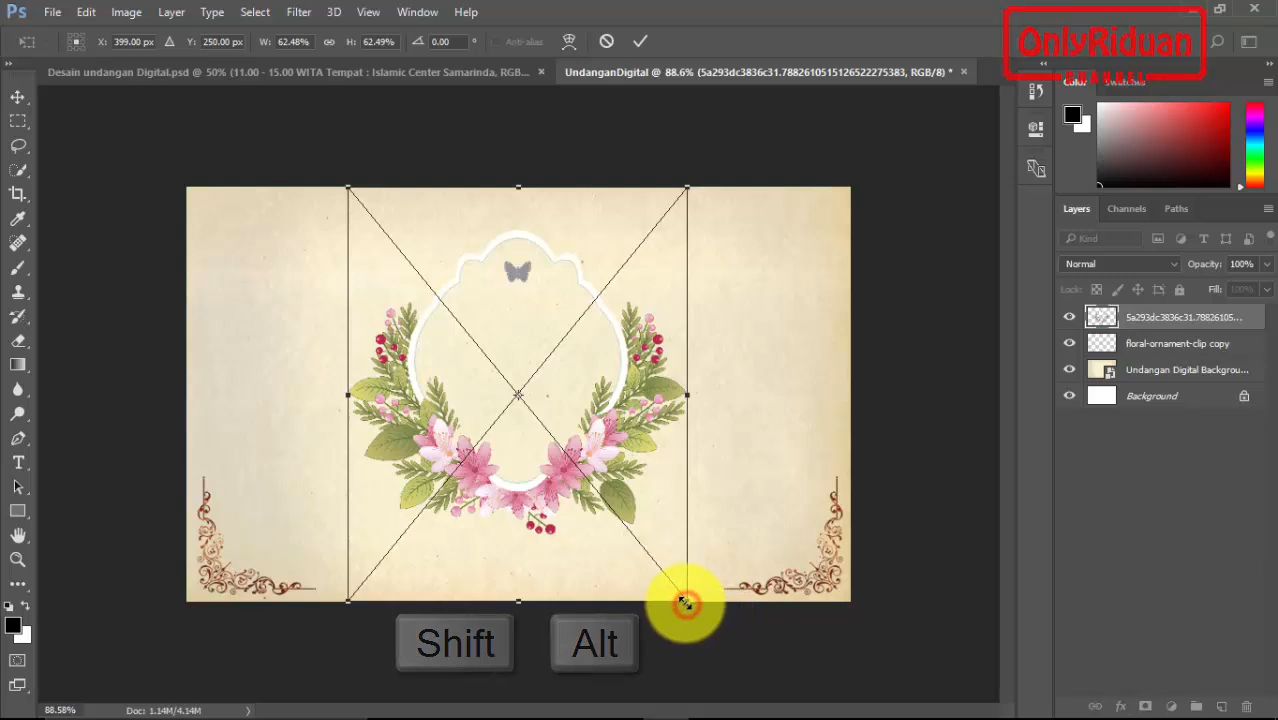 Ps File Edit Image Layer Type Select Filter 3D View Window Help
X: 399.00 px Y: 250.00 px W: 62.48% H: 62.49% 0.00 ° Anti-alias
OnlyRiduan
CHANNEL
Desain undangan Digital.psd @ 50% (11.00 - 15.00 WITA Tempat : Islamic Center Samarinda, RG B... × UndanganDigital @ 88.6% (5a293dc3836c31.7882610515126522275383, RGB/8) * ×
Color Swatches
Layers Channels Paths
Kind
Normal Opacity: 100%
Lock: Fill: 100%
5a293dc3836c31.78826105...
floral-ornament-clip copy
Undangan Digital Backgrou...
Background
Shift Alt
88.58% Doc: 1.14M/4.14M